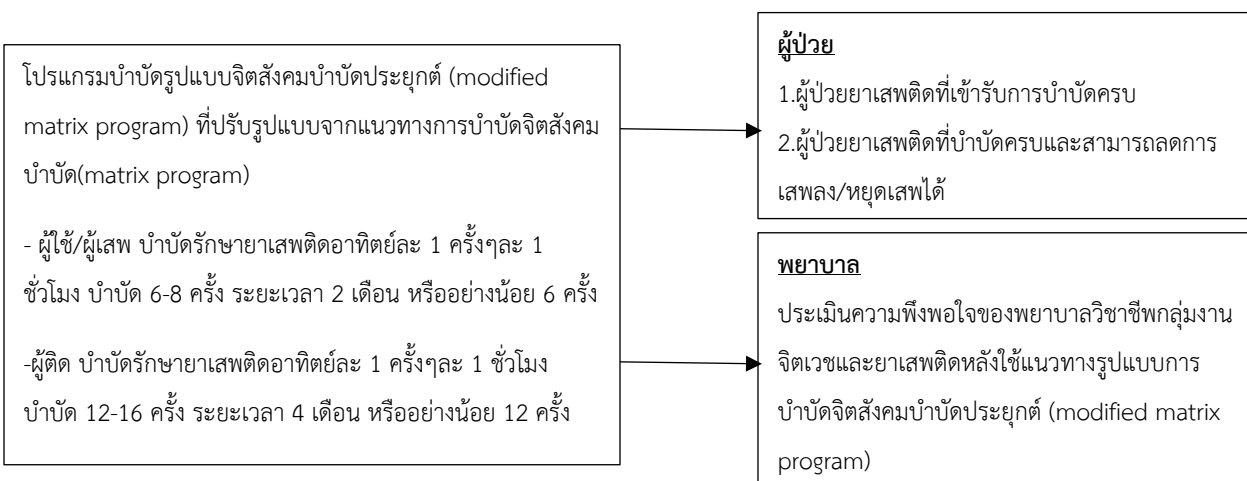 โปรแกรมบำบัดรูปแบบจิตสังคมบำบัดประยุกต์ (modified
matrix program) ที่ปรับรูปแบบจากแนวทางการบำบัดจิตสังคม
บำบัด(matrix program)
- ผู้ใช้/ผู้เสพ บำบัดรักษายาเสพติดอาทิตย์ละ 1 ครั้งๆละ 1
ชั่วโมง บำบัด 6-8 ครั้ง ระยะเวลา 2 เดือน หรืออย่างน้อย 6 ครั้ง
-ผู้ติด บำบัดรักษายาเสพติดอาทิตย์ละ 1 ครั้งๆละ 1 ชั่วโมง
บำบัด 12-16 ครั้ง ระยะเวลา 4 เดือน หรืออย่างน้อย 12 ครั้ง
ผู้ป่วย
1.ผู้ป่วยยาเสพติดที่เข้ารับการบำบัดครบ
2.ผู้ป่วยยาเสพติดที่บำบัดครบและสามารถลดการ
เสพลง/หยุดเสพได้
พยาบาล
ประเมินความพึงพอใจของพยาบาลวิชาชีพกลุ่มงาน
จิตเวชและยาเสพติดหลังใช้แนวทางรูปแบบการ
บำบัดจิตสังคมบำบัดประยุกต์ (modified matrix
program)